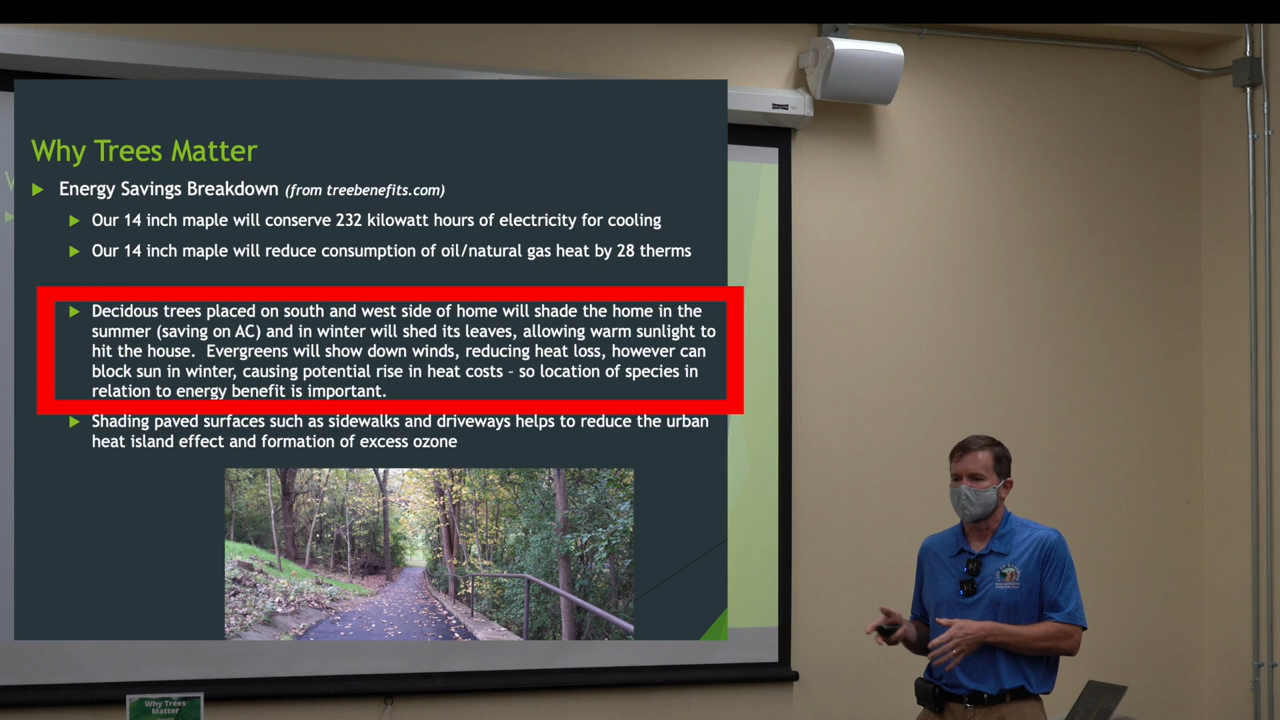 Why Trees Matter
Energy Savings Breakdown (from treebenefits.com)
Our 14 inch maple will conserve 232 kilowatt hours of electricity for cooling
Our 14 inch maple will reduce consumption of oil/natural gas heat by 28 therms
Decidous trees placed on south and west side of home will shade the home in the
summer (saving on AC) and in winter will shed its leaves, allowing warm sunlight to
hit the house. Evergreens will show down winds, reducing heat loss, however can
block sun in winter, causing potential rise in heat costs – so location of species in
relation to energy benefit is important.
Shading paved surfaces such as sidewalks and driveways helps to reduce the urban
heat island effect and formation of excess ozone
Why Trees
Matter